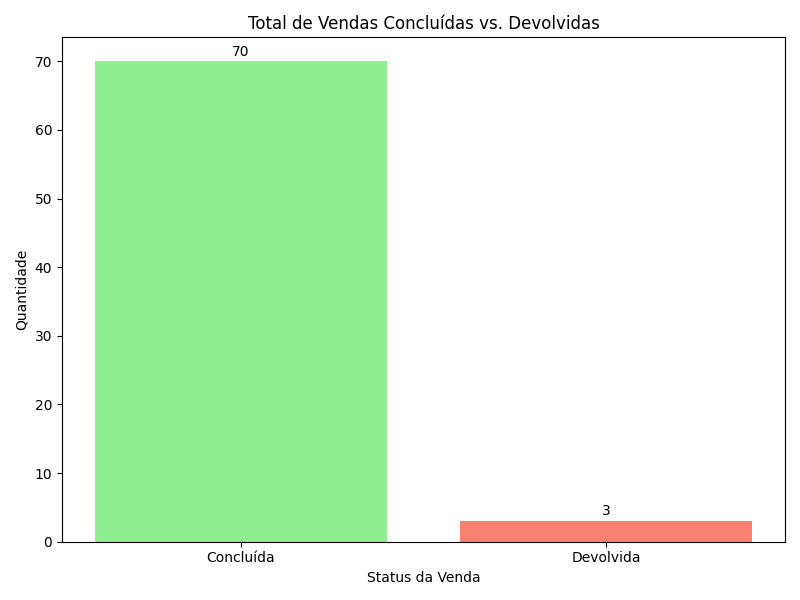 Total de Vendas Concluídas vs. Devolvidas
70
70
60
50
40
30
20
10
0
3
Quantidade
Concluída
Devolvida
Status da Venda